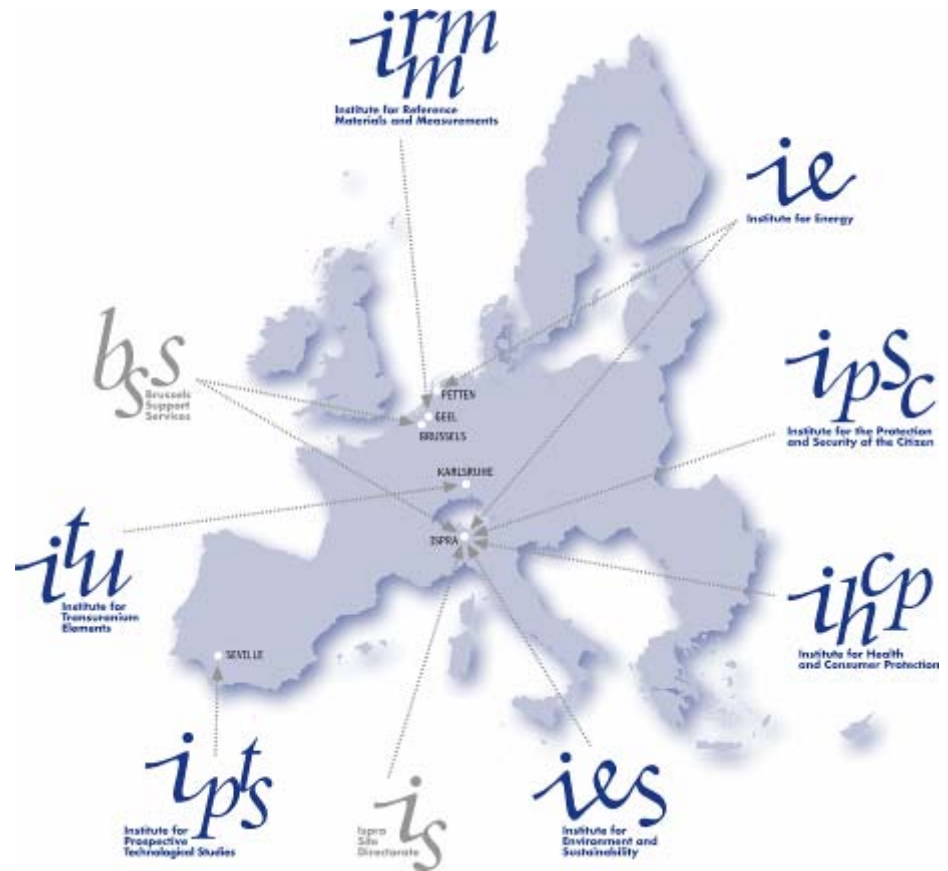 irmm
Institute for Reference
Materials and Measurements
ie
Institute for Energy
bss
Brussels
Support
Services
ipsc
Institute for the Protection
and Security of the Citizen
PETTEN
GEEL
BRUSSELS
KARLSRUHE
ISPRA
itu
Institute for
Transuranium
Elements
ihcp
Institute for Health
and Consumer Protection
SEVILLE
ipts
Institute for
Prospective
Technological Studies
is
Ispra
Site
Directorate
ies
Institute for
Environment and
Sustainability